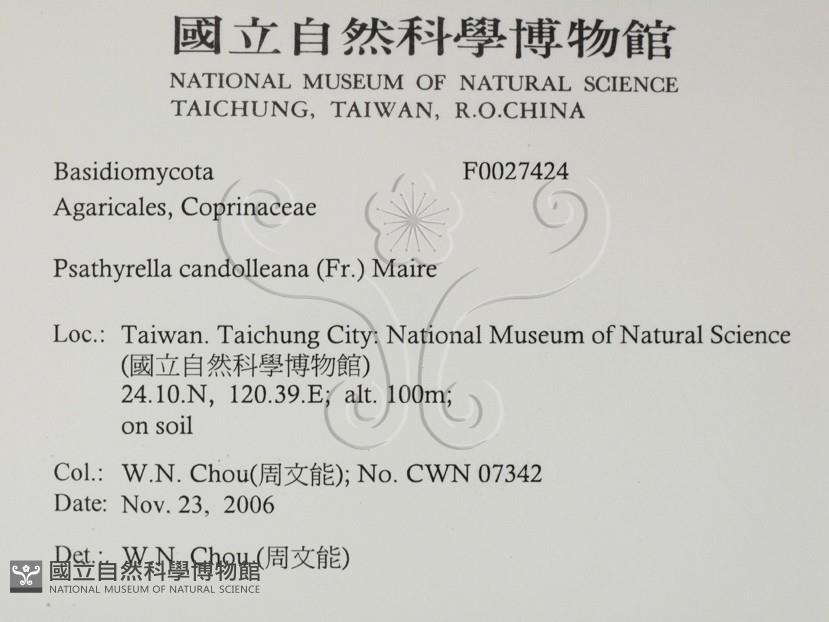 國立自然科學博物館
NATIONAL MUSEUM OF NATURAL SCIENCE
TAICHUNG, TAIWAN, R.O.CHINA
Basidiomycota F0027424
Agaricales, Coprinaceae
Psathyrella candolleana (Fr.) Maire
Loc.: Taiwan. Taichung City: National Museum of Natural Science
(國立自然科學博物館)
24.10.N, 120.39.E; alt. 100m;
on soil
Col.: W.N. Chou(周文能); No. CWN 07342
Date: Nov. 23, 2006
Det.: W.N. Chou (周文能)
國立自然科學博物館
NATIONAL MUSEUM OF NATURAL SCIENCE